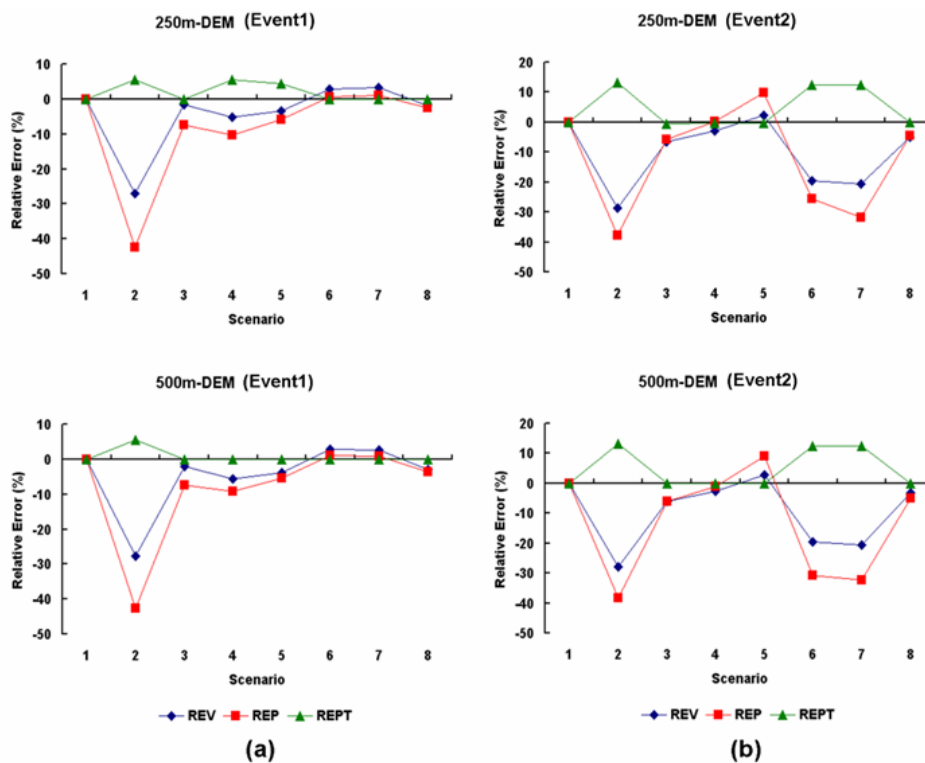 250m-DEM (Event1)
Relative Error (%)
10
0
-10
-20
-30
-40
-50
1 2 3 4 5 6 7 8
Scenario
250m-DEM (Event2)
Relative Error (%)
20
10
0
-10
-20
-30
-40
-50
1 2 3 4 5 6 7 8
Scenario
500m-DEM (Event1)
Relative Error (%)
10
0
-10
-20
-30
-40
-50
1 2 3 4 5 6 7 8
Scenario
REV REP REPT
(a)
500m-DEM (Event2)
Relative Error (%)
20
10
0
-10
-20
-30
-40
-50
1 2 3 4 5 6 7 8
Scenario
REV REP REPT
(b)